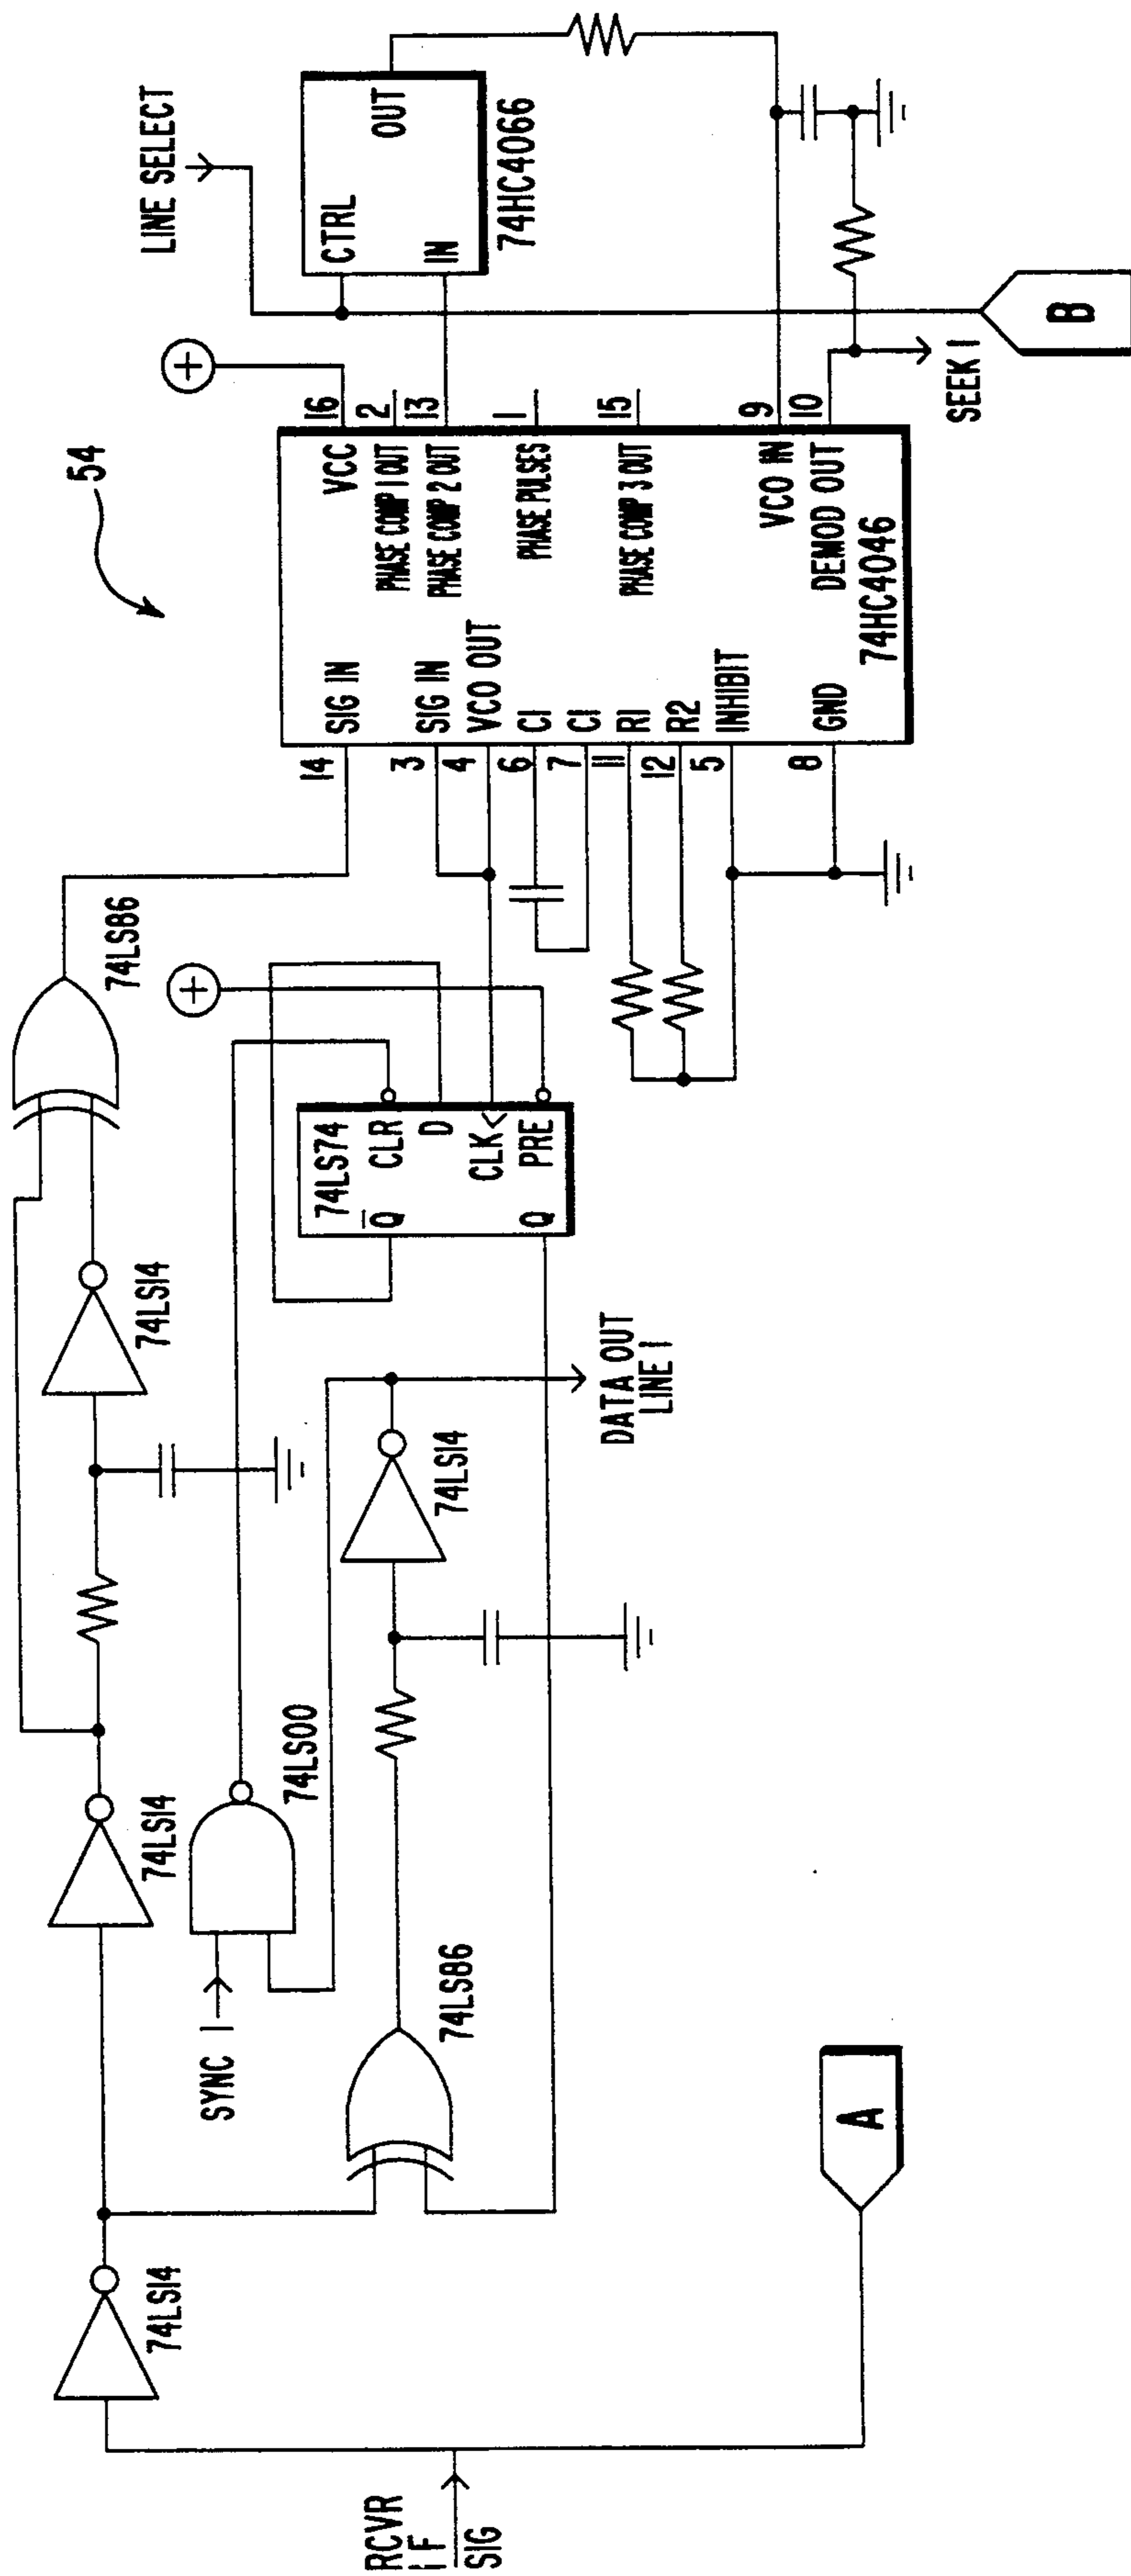 54
LINE SELECT
74LS86
74LS14
74LS14
74LS14
SIG IN
VCC
16
14
CTRL
OUT
IN
74HC4066
PHASE COMP 1 OUT
2
PHASE COMP 2 OUT
13
SIG IN
3
VCO OUT
4
PHASE PULSES
1
C1
6
C1
7
R1
11
PHASE COMP 3 OUT
15
R2
12
INHIBIT
5
VCO IN
9
GND
8
DEMOD OUT
10
74HC4046
SEEK 1
B
74LS74
Q
CLR
D
CLK
Q
PRE
SYNC 1
74LS00
74LS14
DATA OUT
LINE 1
74LS86
RCVR
IF
SIG
A